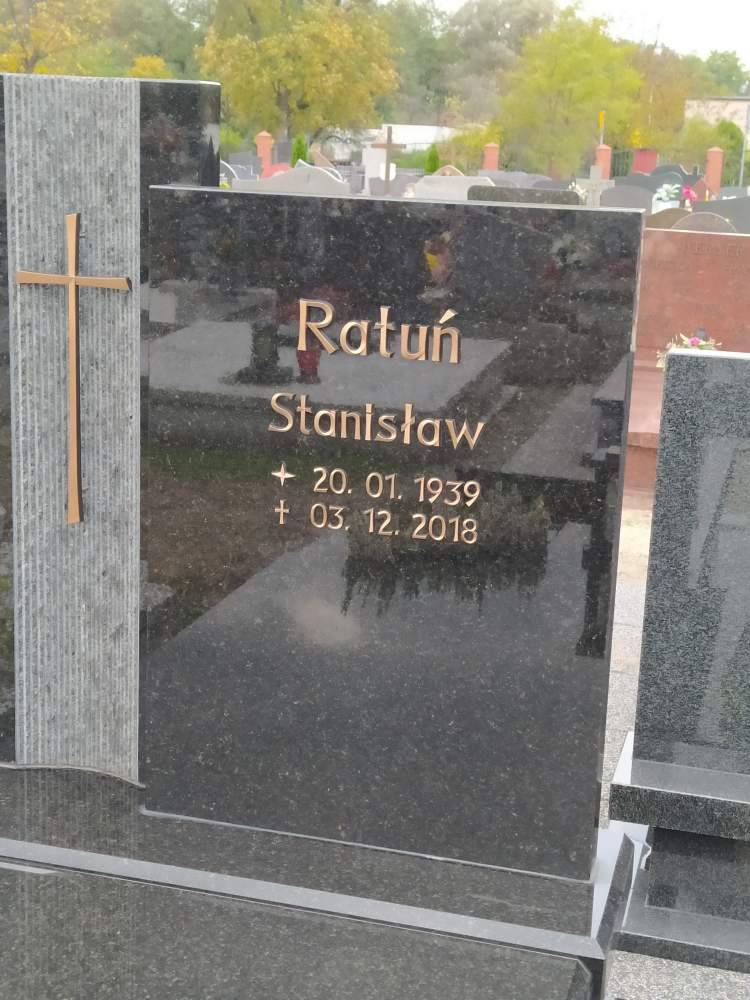 Ratuń
Stanisław
20. 01. 1939
† 03. 12. 2018